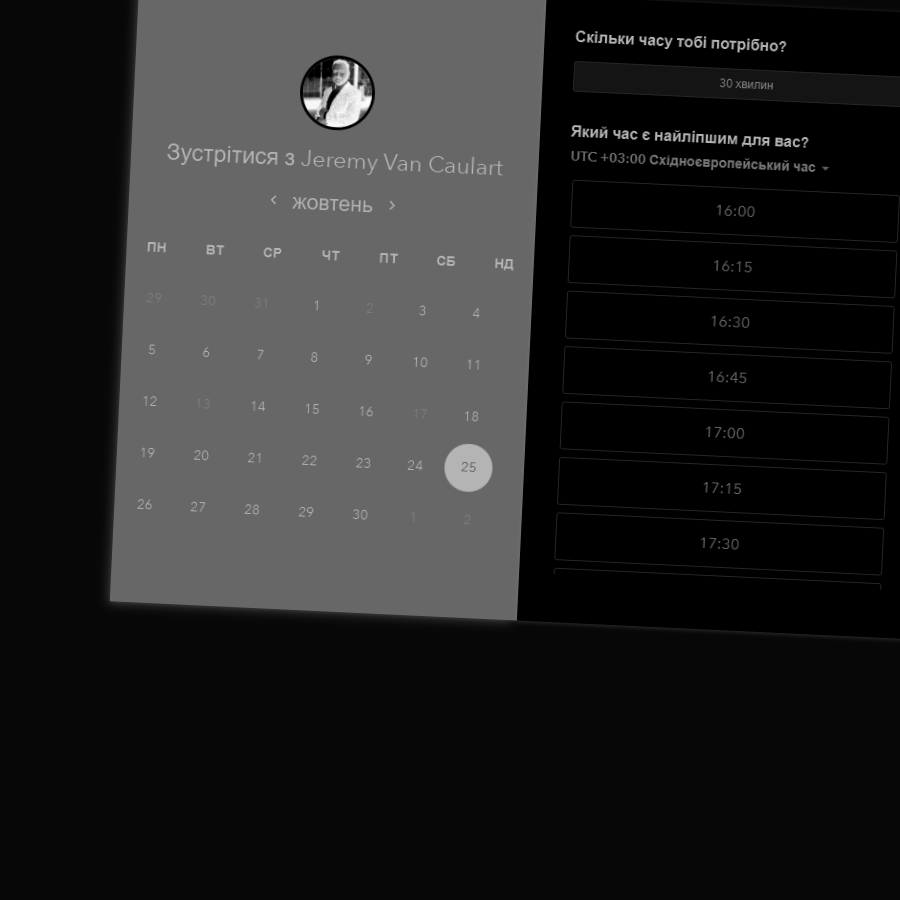 Зустрітися з Jeremy Van Caulart
жовтень
ПН ВТ СР ЧТ ПТ СБ НД
29 30 31 1 2 3 4
5 6 7 8 9 10 11
12 13 14 15 16 17 18
19 20 21 22 23 24 25
26 27 28 29 30 1 2
Скільки часу тобі потрібно?
30 хвилин
Який час є найліпшим для вас?
UTC +03:00 Східноєвропейський час
16:00
16:15
16:30
16:45
17:00
17:15
17:30